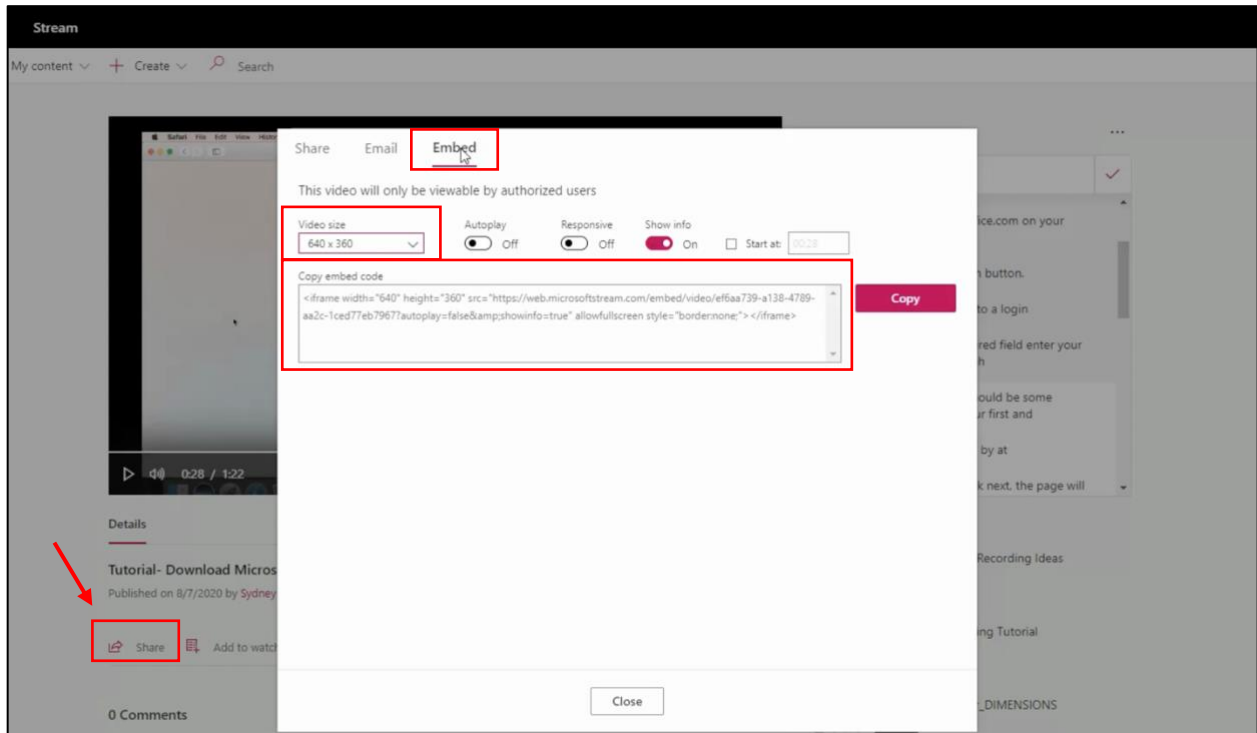 Stream
My content
Create
Search
Safari File Edit View
Share
Email
Embed
This video will only be viewable by authorized users
Video size
640 x 360
Autoplay
Off
Responsive
Off
Show info
On
Start at:
00:28
Copy embed code
<iframe width="640" height="360" src="https://web.microsoftstream.com/embed/video/ef6aa739-a138-4789-
aa2c-1ced77eb7967?autoplay=false&amp;showinfo=true" allowfullscreen style="border:none;"></iframe>
Copy
ice.com on your
button.
to a login
red field enter your
ould be some
ur first and
by at
next. the page will
0:28 / 1:22
Details
Tutorial- Download Micros
Published on 8/7/2020 by Sydney
Share
Add to watch
Recording Ideas
ing Tutorial
_DIMENSIONS
0 Comments
Close